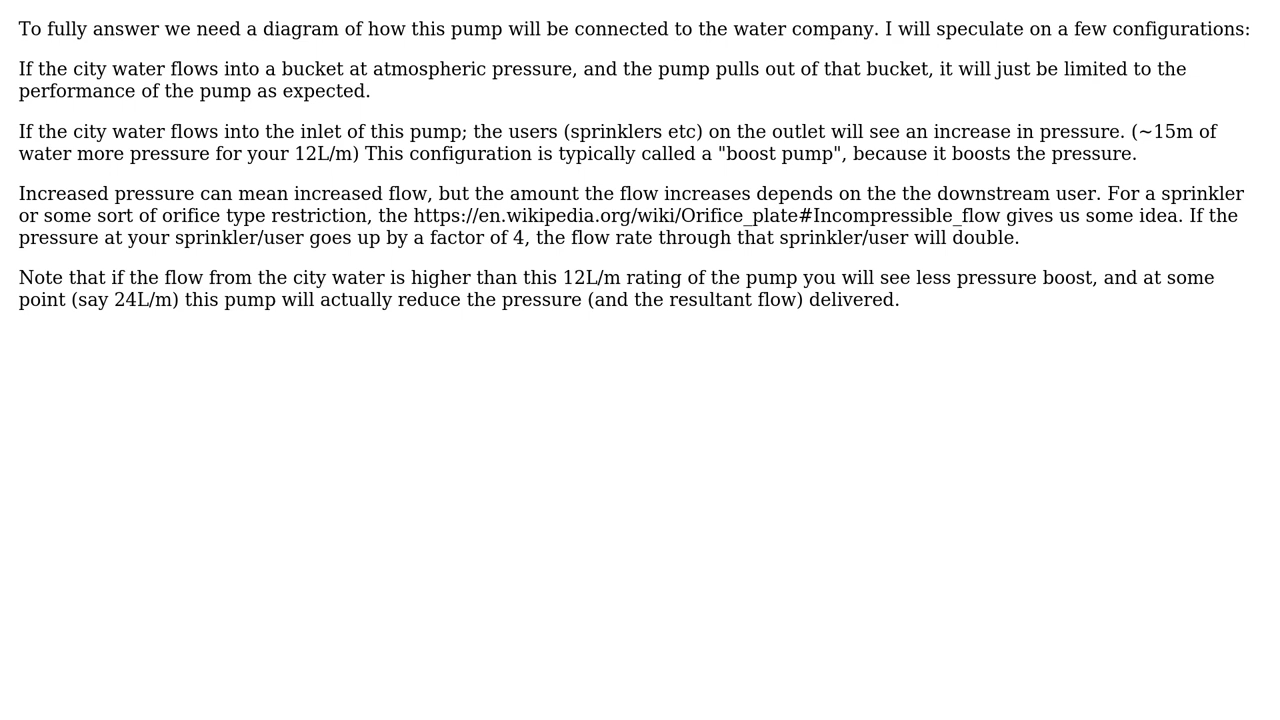 To fully answer we need a diagram of how this pump will be connected to the water company. I will speculate on a few configurations:
If the city water flows into a bucket at atmospheric pressure, and the pump pulls out of that bucket, it will just be limited to the
performance of the pump as expected.
If the city water flows into the inlet of this pump; the users (sprinklers etc) on the outlet will see an increase in pressure. (~15m of
water more pressure for your 12L/m) This configuration is typically called a "boost pump", because it boosts the pressure.
Increased pressure can mean increased flow, but the amount the flow increases depends on the the downstream user. For a sprinkler
or some sort of orifice type restriction, the https://en.wikipedia.org/wiki/Orifice_plate#Incompressible_flow gives us some idea. If the
pressure at your sprinkler/user goes up by a factor of 4, the flow rate through that sprinkler/user will double.
Note that if the flow from the city water is higher than this 12L/m rating of the pump you will see less pressure boost, and at some
point (say 24L/m) this pump will actually reduce the pressure (and the resultant flow) delivered.